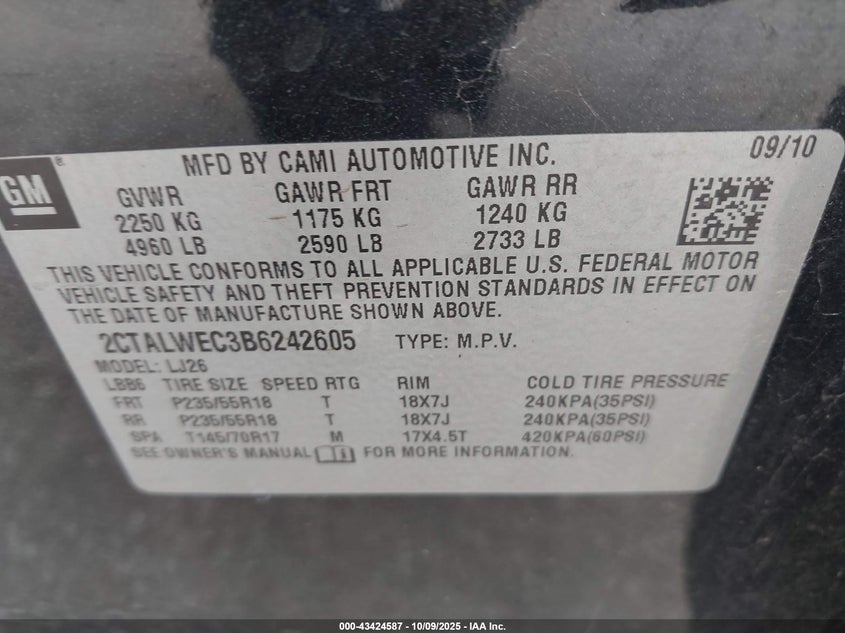 GM ®
MFD BY CAMI AUTOMOTIVE INC. 09/10
GVWR GAWR FRT GAWR RR
2250 KG 1175 KG 1240 KG
4960 LB 2590 LB 2733 LB
THIS VEHICLE CONFORMS TO ALL APPLICABLE U.S. FEDERAL MOTOR
VEHICLE SAFETY AND THEFT PREVENTION STANDARDS IN EFFECT ON
THE DATE OF MANUFACTURE SHOWN ABOVE.
2CTALWEC3B6242605 TYPE: M.P.V.
MODEL: LJ26
LBB6 TIRE SIZE SPEED RTG RIM COLD TIRE PRESSURE
FRT P235/55R18 T 18X7J 240KPA(35PSI)
RR P235/55R18 T 18X7J 240KPA(35PSI)
SPA T145/70R17 M 17X4.5T 420KPA(60PSI)
SEE OWNER'S MANUAL FOR MORE INFORMATION.
000-43424587 - 10/09/2025 - IAA Inc.